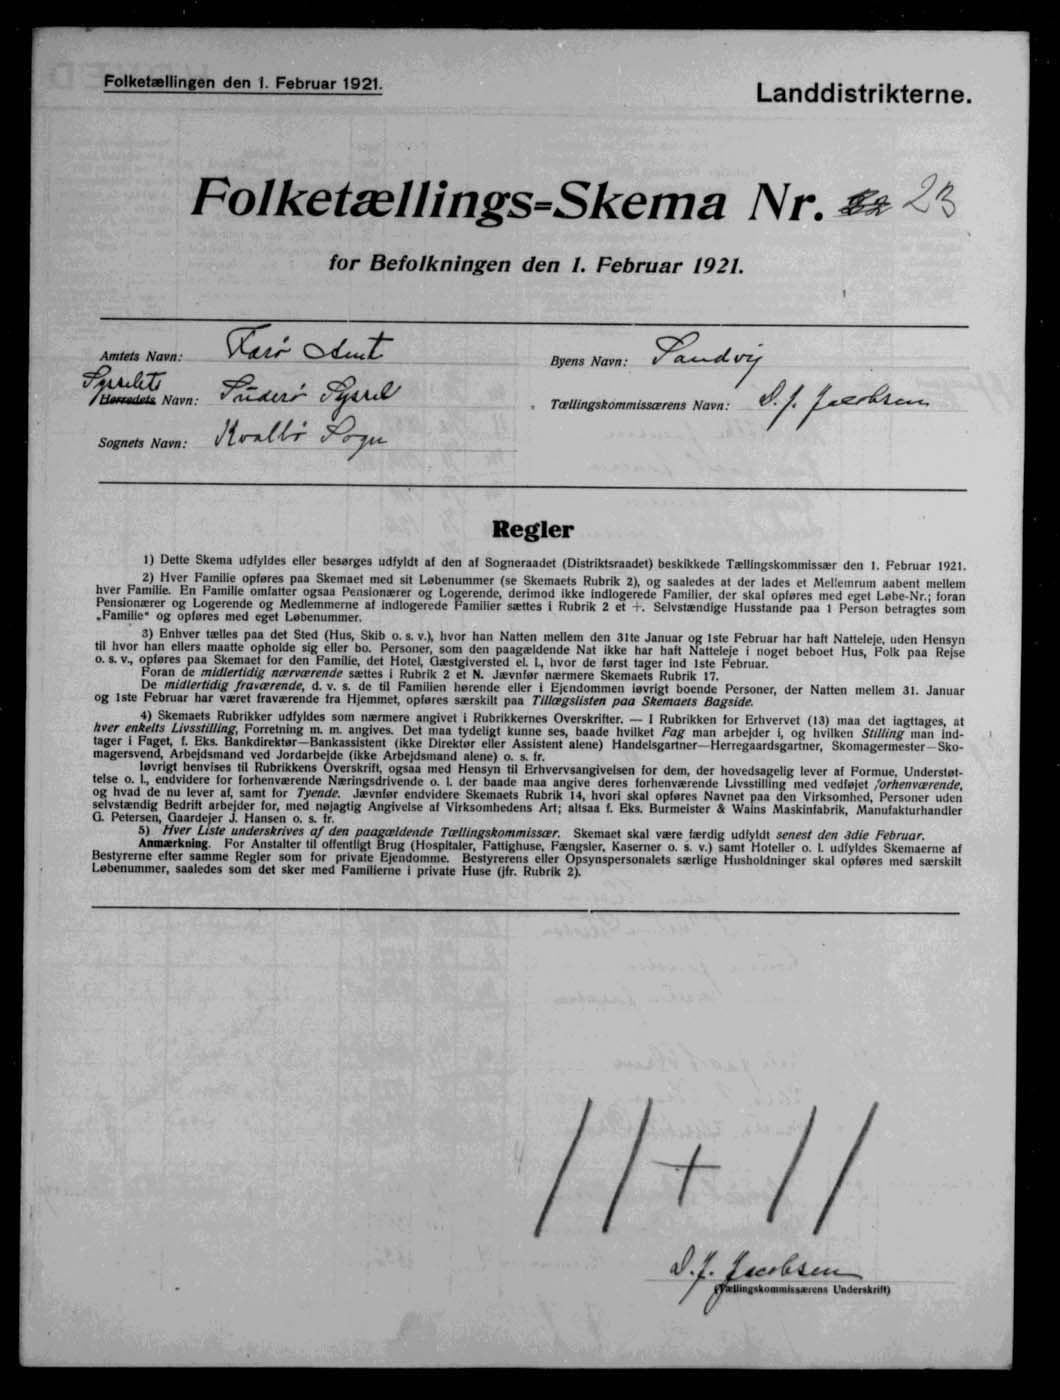 Folketællingen den 1. Februar 1921.
Landdistrikterne.
Folketællings=Skema Nr. 23
for Befolkningen den 1. Februar 1921.
Amtets Navn: Færø Amt
Byens Navn: Sandvig
Sysselets
Herredets Navn: Suderø Syssel
Tællingskommissærens Navn: D. J. Jacobsen
Sognets Navn: Kvalbø Sogn
Regler
1) Dette Skema udfyldes eller besørges udfyldt af den af Sogneraadet (Distriktsraadet) beskikkede Tællingskommissær den 1. Februar 1921.
2) Hver Familie opføres paa Skemaet med sit Løbenummer (se Skemaets Rubrik 2), og saaledes at der lades et Mellemrum aabent mellem
hver Familie. En Familie omfatter ogsaa Pensionærer og Logerende, derimod ikke indlogerede Familier, der skal opføres med eget Løbe-Nr.; foran
Pensionærer og Logerende og Medlemmerne af indlogerede Familier sættes i Rubrik 2 et +. Selvstændige Husstande paa 1 Person betragtes som
„Familie" og opføres med eget Løbenummer.
3) Enhver tælles paa det Sted (Hus, Skib o. s. v.), hvor han Natten mellem den 31te Januar og 1ste Februar har haft Natteleje, uden Hensyn
til hvor han ellers maatte opholde sig eller bo. Personer, som den paagældende Nat ikke har haft Natteleje i noget beboet Hus, Folk paa Rejse
o. s. v., opføres paa Skemaet for den Familie, det Hotel, Gæstgiversted el. l., hvor de først tager ind 1ste Februar.
Foran de midlertidig nærværende sættes i Rubrik 2 et N. Jævnfør nærmere Skemaets Rubrik 17.
De midlertidig fraværende, d. v. s. de til Familien hørende eller i Ejendommen iøvrigt boende Personer, der Natten mellem 31. Januar
og 1ste Februar har været fraværende fra Hjemmet, opføres særskilt paa Tillægslisten paa Skemaets Bagside.
4) Skemaets Rubrikker udfyldes som nærmere angivet i Rubrikkernes Overskrifter. — I Rubrikken for Erhvervet (13) maa det iagttages, at
hver enkelts Livsstilling, Forretning m. m. angives. Det maa tydeligt kunne ses, baade hvilket Fag man arbejder i, og hvilken Stilling man ind-
tager i Faget, f. Eks. Bankdirektør—Bankassistent (ikke Direktør eller Assistent alene) Handelsgartner—Herregaardsgartner, Skomagermester—Sko-
magersvend, Arbejdsmand ved Jordarbejde (ikke Arbejdsmand alene) o. s. fr.
Iøvrigt henvises til Rubrikkens Overskrift, ogsaa med Hensyn til Erhvervsangivelsen for dem, der hovedsagelig lever af Formue, Understøt-
telse o. l., endvidere for forhenværende Næringsdrivende o. l. der baade maa angive deres forhenværende Livsstilling med vedføjet forhenværende,
og hvad de nu lever af, samt for Tyende. Jævnfør endvidere Skemaets Rubrik 14, hvori skal opføres Navnet paa den Virksomhed, Personer uden
selvstændig Bedrift arbejder for, med nøjagtig Angivelse af Virksomhedens Art; altsaa f. Eks. Burmeister & Wains Maskinfabrik, Manufakturhandler
G. Petersen, Gaardejer J. Hansen o. s. fr.
5) Hver Liste underskrives af den paagældende Tællingskommissær. Skemaet skal være færdig udfyldt senest den 3die Februar.
Anmærkning. For Anstalter til offentligt Brug (Hospitaler, Fattighuse, Fængsler, Kaserner o. s. v.) samt Hoteller o. l. udfyldes Skemaerne af
Bestyrerne efter samme Regler som for private Ejendomme. Bestyrerens eller Opsynspersonalets særlige Husholdninger skal opføres med særskilt
Løbenummer, saaledes som det sker med Familierne i private Huse (jfr. Rubrik 2).
11 + 11
D. J. Jacobsen
(Tællingskommissærens Underskrift)